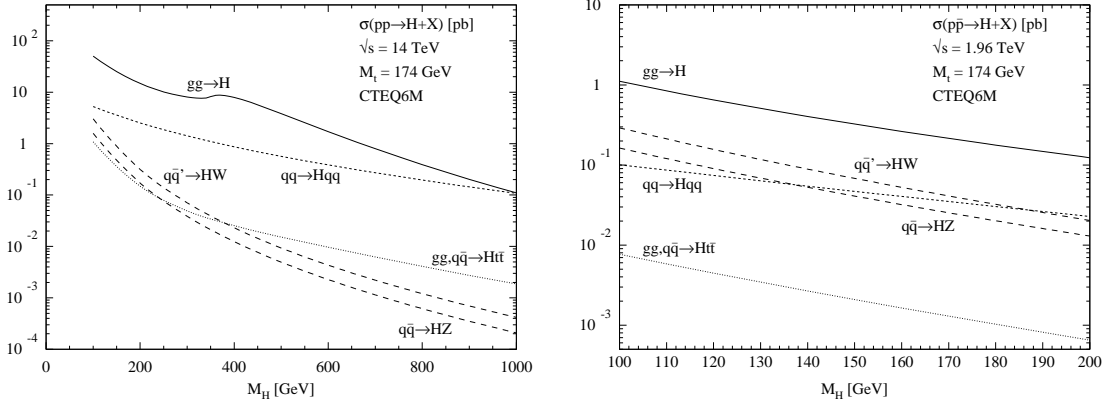 σ(pp→H+X) [pb]
√s = 14 TeV
M_t = 174 GeV
CTEQ6M
gg→H
qq̄'→HW
qq→Hqq
gg,qq̄→Htt̄
qq̄→HZ
10^2
10
1
10^-1
10^-2
10^-3
10^-4
0 200 400 600 800 1000
M_H [GeV]
σ(pp̄→H+X) [pb]
√s = 1.96 TeV
M_t = 174 GeV
CTEQ6M
gg→H
qq̄'→HW
qq→Hqq
qq̄→HZ
gg,qq̄→Htt̄
10
1
10^-1
10^-2
10^-3
100 110 120 130 140 150 160 170 180 190 200
M_H [GeV]